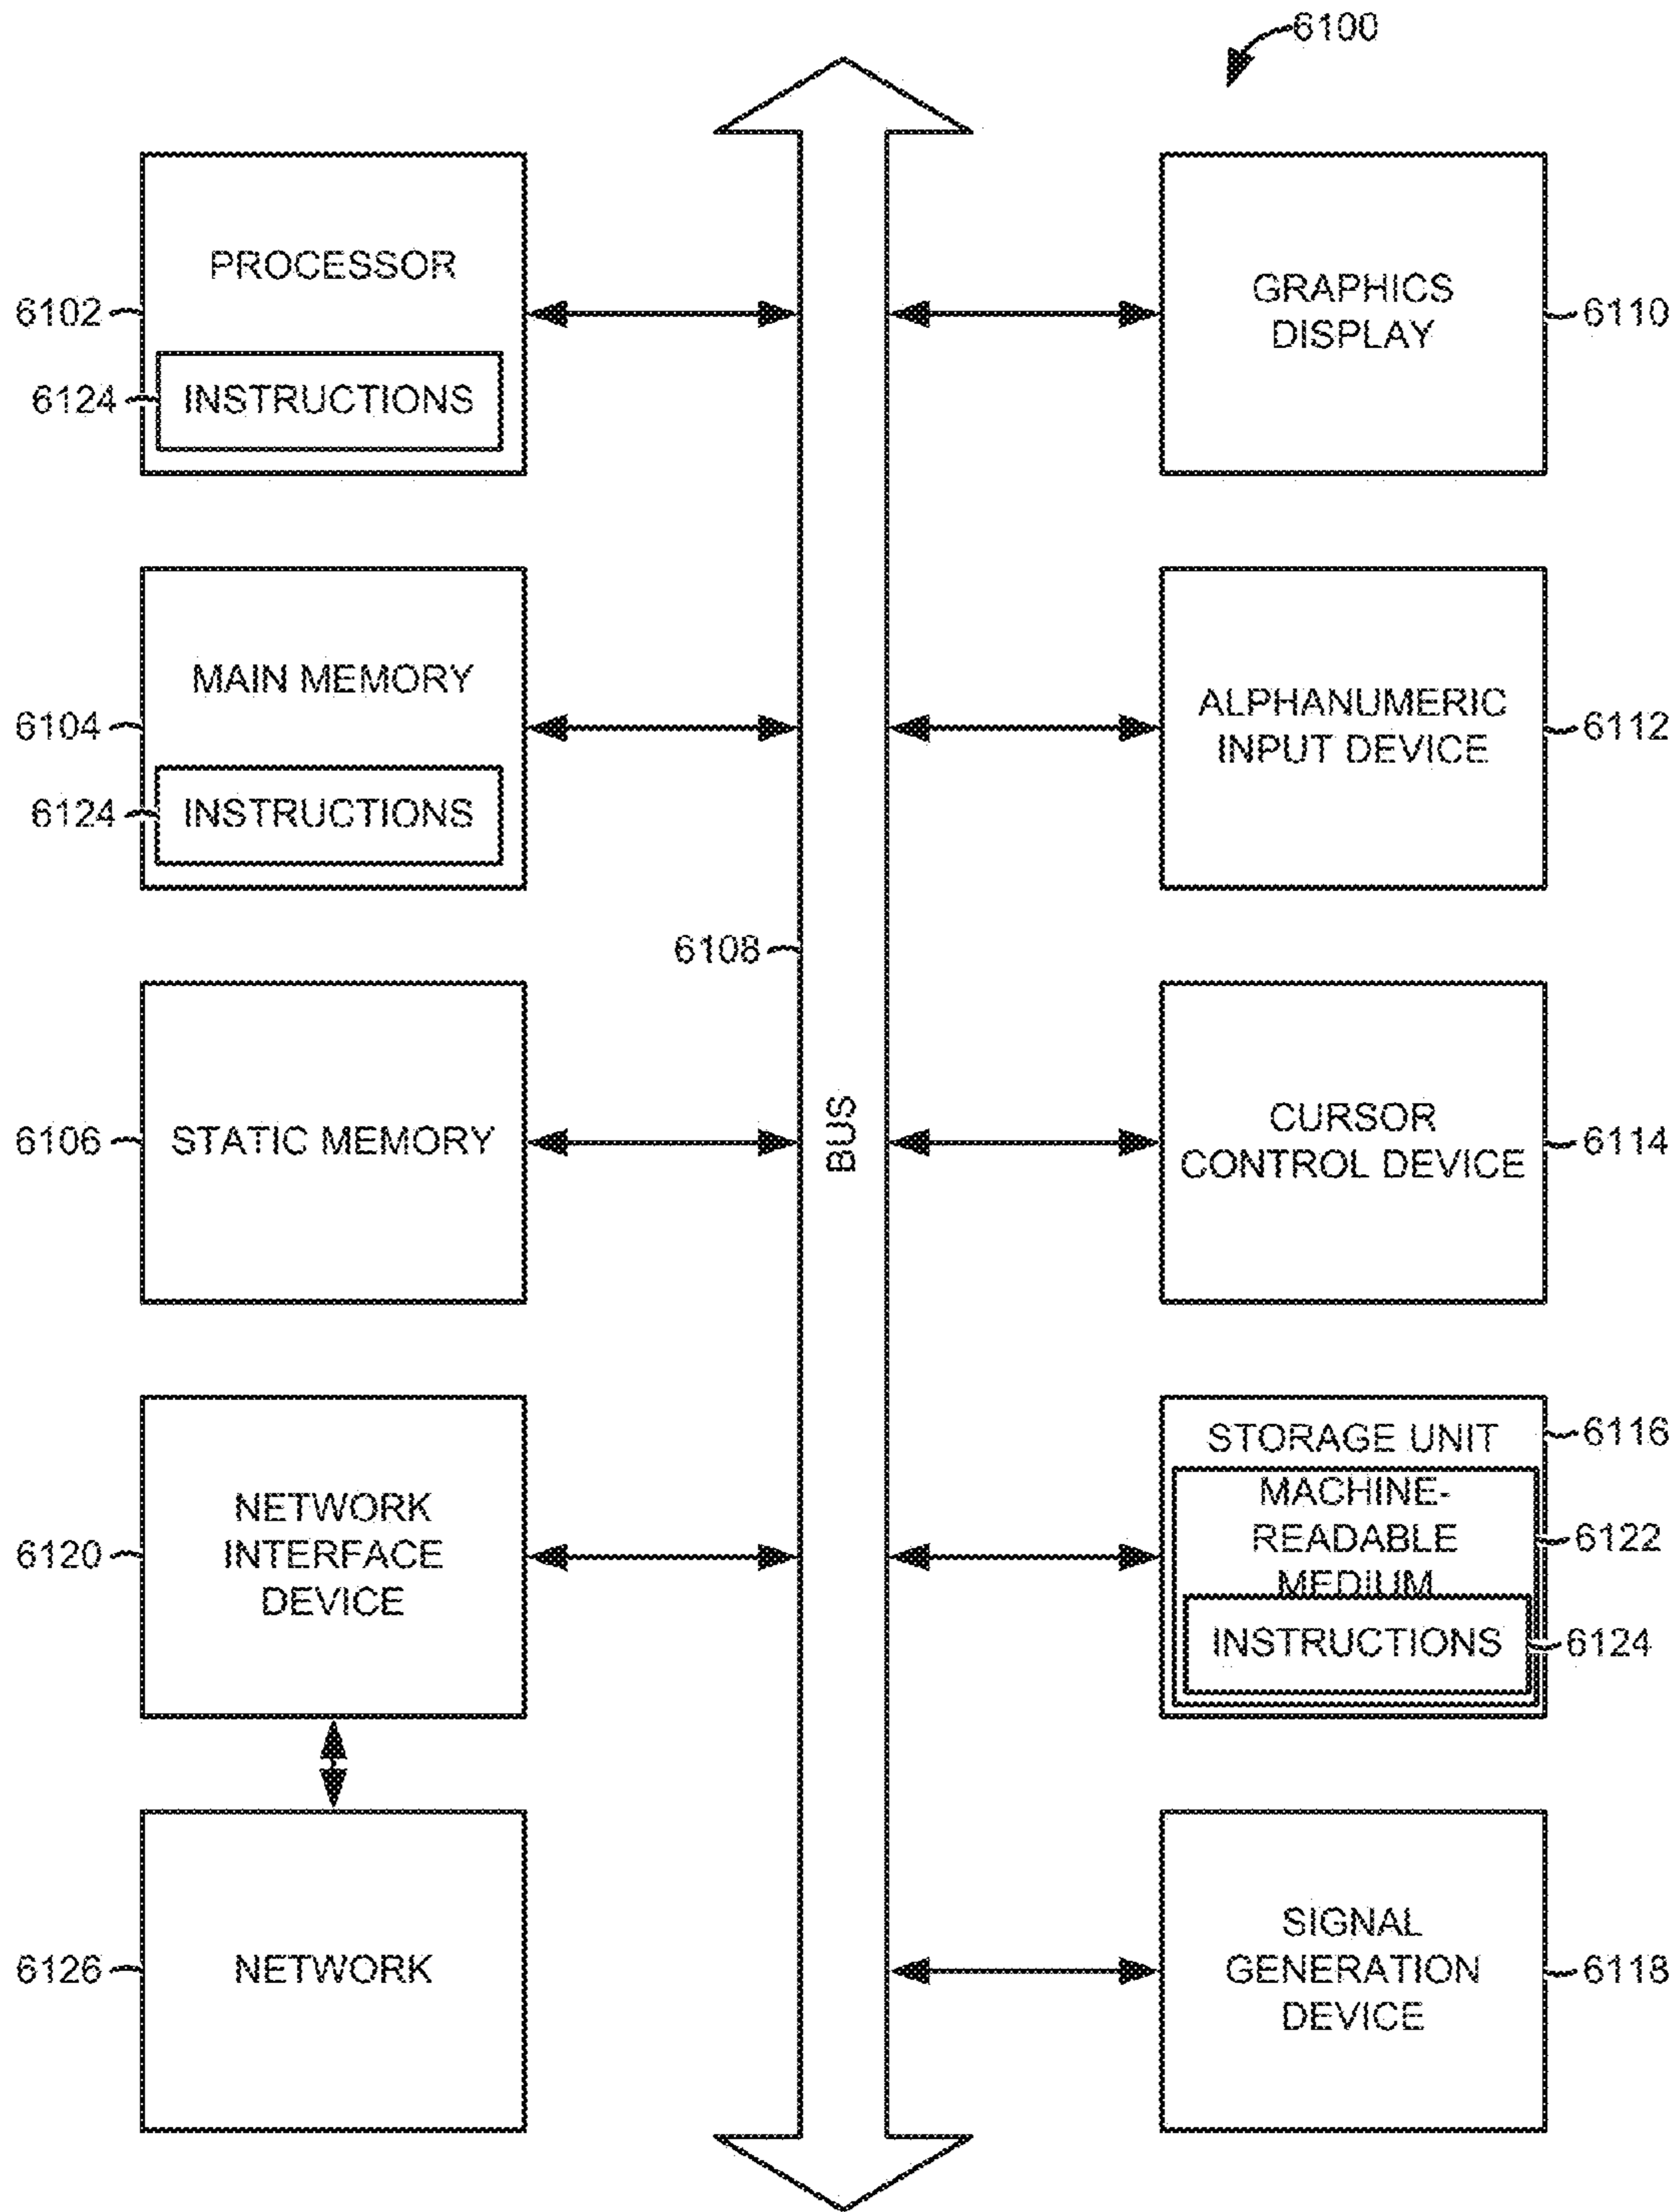 6100
PROCESSOR
6102
6124
INSTRUCTIONS
GRAPHICS
DISPLAY
6110
MAIN MEMORY
6104
6124
INSTRUCTIONS
ALPHANUMERIC
INPUT DEVICE
6112
6108
BUS
STATIC MEMORY
6106
CURSOR
CONTROL DEVICE
6114
NETWORK
INTERFACE
DEVICE
6120
STORAGE UNIT
6116
MACHINE-
READABLE
MEDIUM
6122
INSTRUCTIONS
6124
NETWORK
6126
SIGNAL
GENERATION
DEVICE
6118